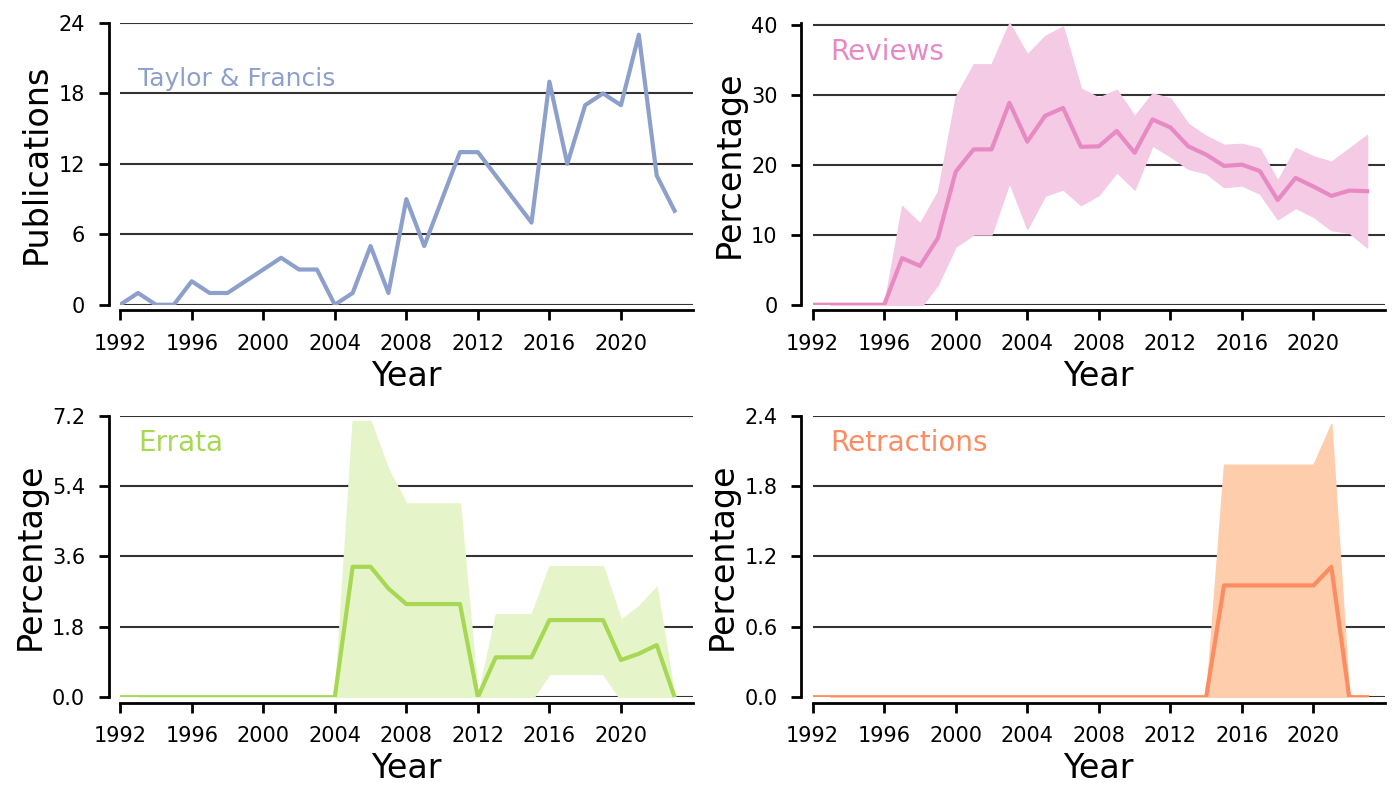 Publications
24
18
12
6
0
Taylor & Francis
1992 1996 2000 2004 2008 2012 2016 2020
Year
Percentage
40
30
20
10
0
Reviews
1992 1996 2000 2004 2008 2012 2016 2020
Year
Percentage
7.2
5.4
3.6
1.8
0.0
Errata
1992 1996 2000 2004 2008 2012 2016 2020
Year
Percentage
2.4
1.8
1.2
0.6
0.0
Retractions
1992 1996 2000 2004 2008 2012 2016 2020
Year